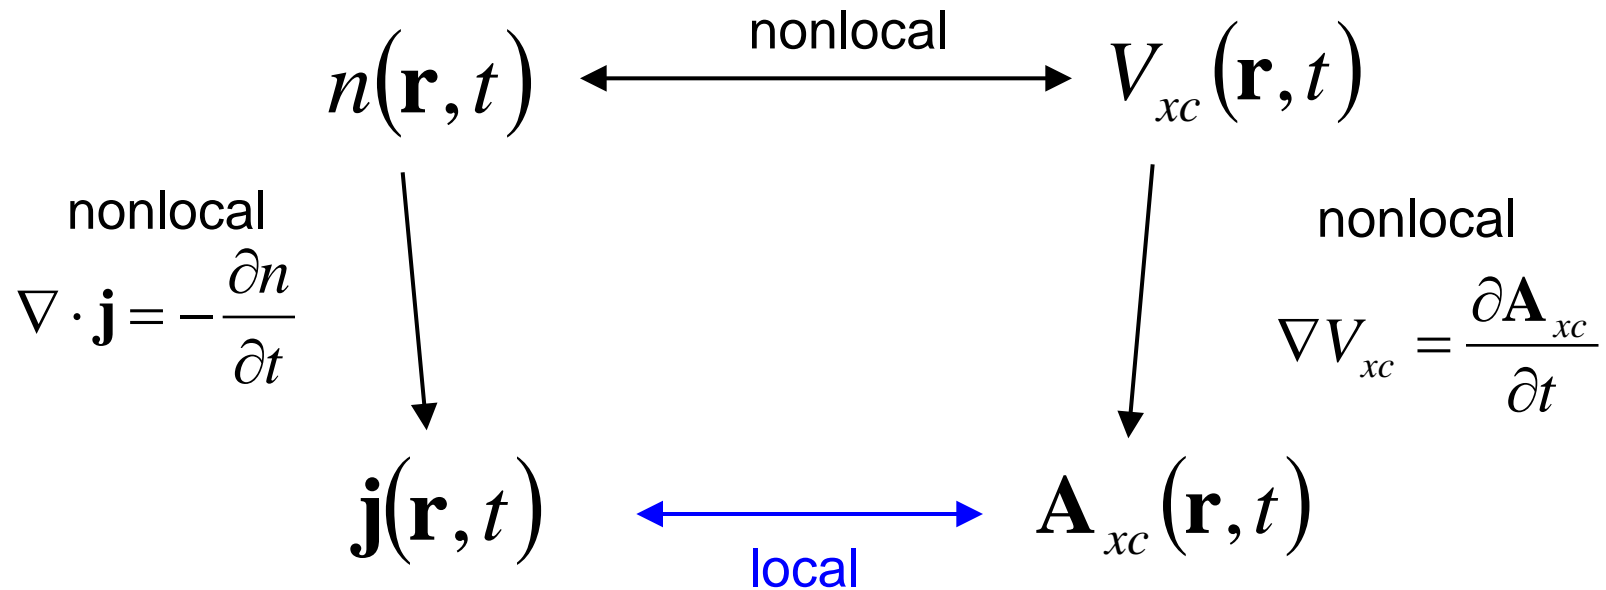 nonlocal
n(r, t) V_xc (r, t)
nonlocal nonlocal
∇ · j = − ∂n/∂t ∇V_xc = ∂A_xc/∂t
j(r, t) A_xc (r, t)
local